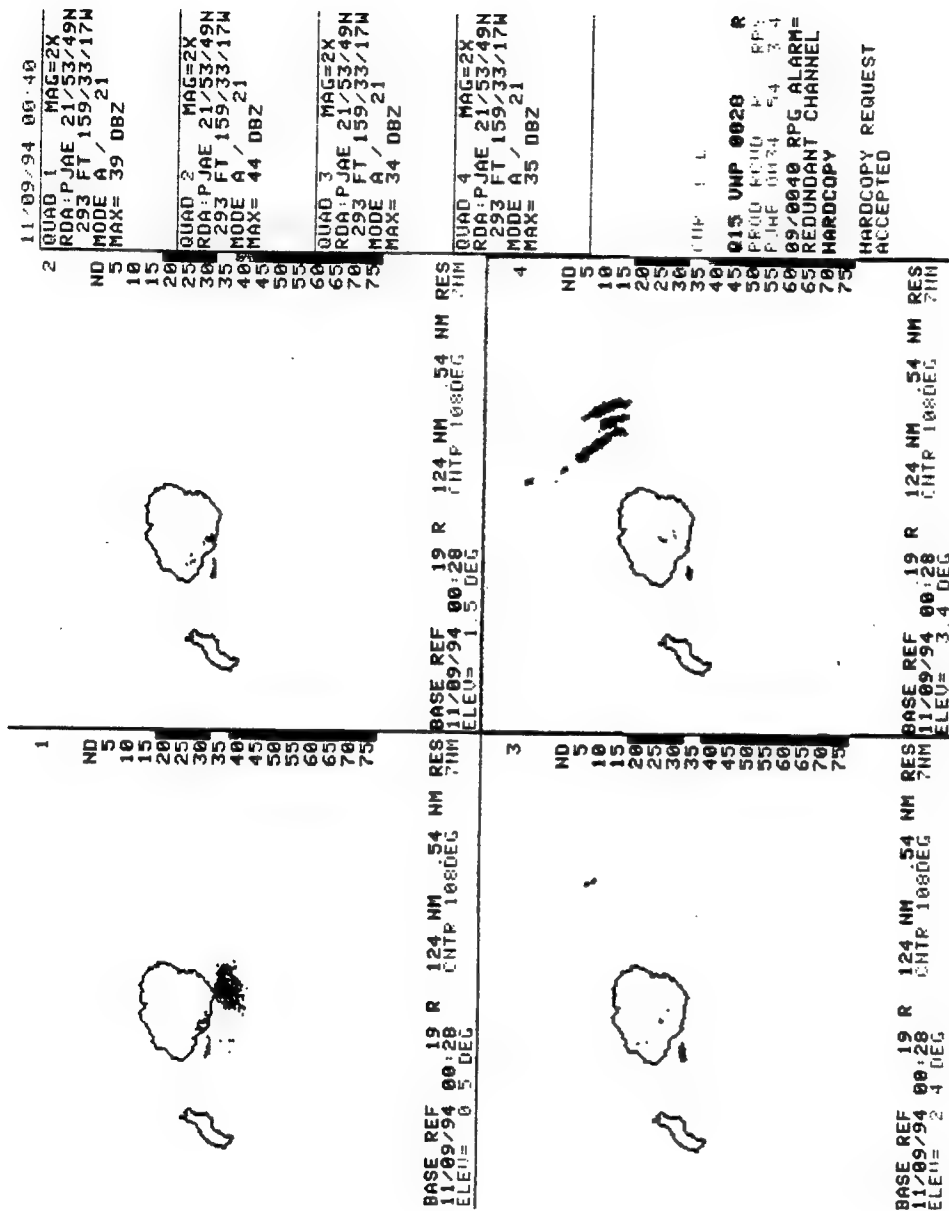 11/09/94 00:40
QUAD 1 MAG=2X
RDA:PJAE 21/53/49N
293 FT 159/33/17W
MODE A / 21
MAX= 39 DBZ
QUAD 2 MAG=2X
RDA:PJAE 21/53/49N
293 FT 159/33/17W
MODE A / 21
MAX= 44 DBZ
QUAD 3 MAG=2X
RDA:PJAE 21/53/49N
293 FT 159/33/17W
MODE A / 21
MAX= 34 DBZ
QUAD 4 MAG=2X
RDA:PJAE 21/53/49N
293 FT 159/33/17W
MODE A / 21
MAX= 35 DBZ
Q15 VWP 0028 R
PROD RCVD R RPS
54 3.4
09/0040 RPG ALARM=
REDUNDANT CHANNEL
HARDCOPY
HARDCOPY REQUEST
ACCEPTED
1
ND
5
10
15
20
25
30
35
40
45
50
55
60
65
70
75
BASE REF 19 R 124 NM .54 NM RES
11/09/94 00:28 CNTR 108DEG 7NM
ELEV= 0.5 DEG
2
ND
5
10
15
20
25
30
35
40
45
50
55
60
65
70
75
BASE REF 19 R 124 NM .54 NM RES
11/09/94 00:28 CNTR 108DEG 7NM
ELEV= 1.5 DEG
3
ND
5
10
15
20
25
30
35
40
45
50
55
60
65
70
75
BASE REF 19 R 124 NM .54 NM RES
11/09/94 00:28 CNTR 108DEG 7NM
ELEV= 2.4 DEG
4
ND
5
10
15
20
25
30
35
40
45
50
55
60
65
70
75
BASE REF 19 R 124 NM .54 NM RES
11/09/94 00:28 CNTR 108DEG 7NM
ELEV= 3.4 DEG